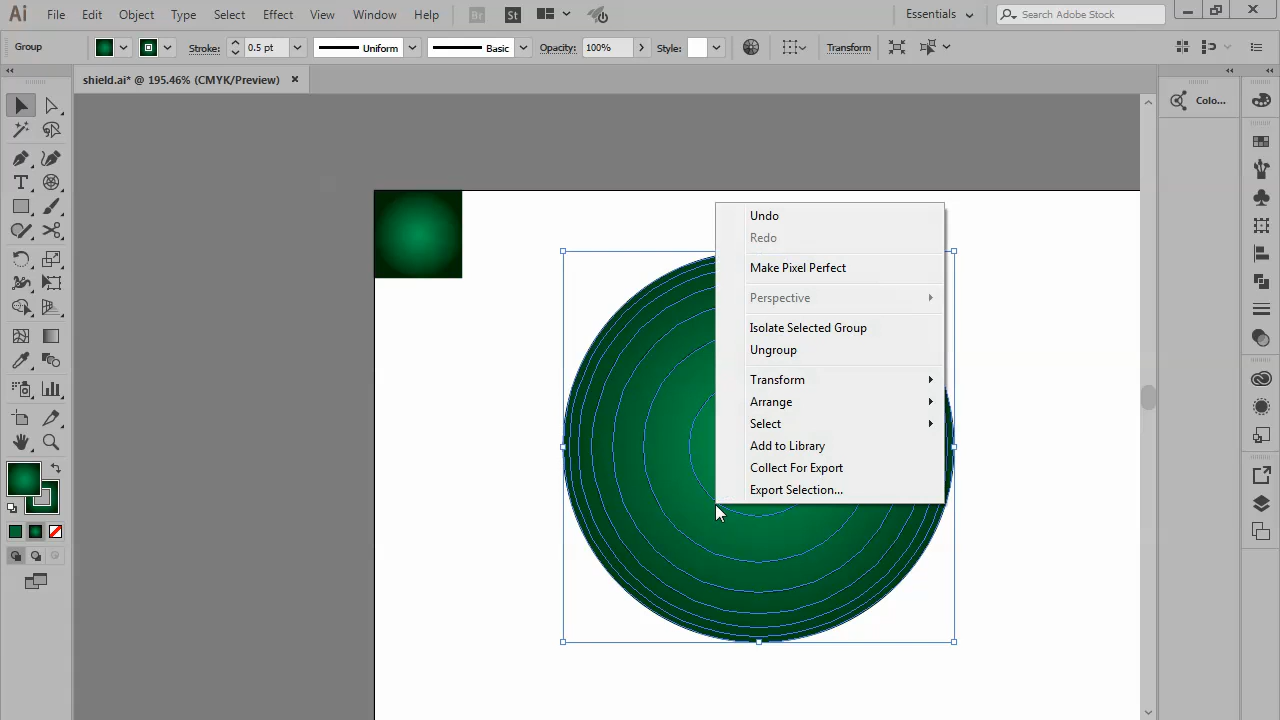 Ai File Edit Object Type Select Effect View Window Help Br St Essentials Search Adobe Stock
Group Stroke: 0.5 pt Uniform Basic Opacity: 100% Style: Transform
shield.ai* @ 195.46% (CMYK/Preview) ×
Colo...
Undo
Redo
Make Pixel Perfect
Perspective
Isolate Selected Group
Ungroup
Transform
Arrange
Select
Add to Library
Collect For Export
Export Selection...